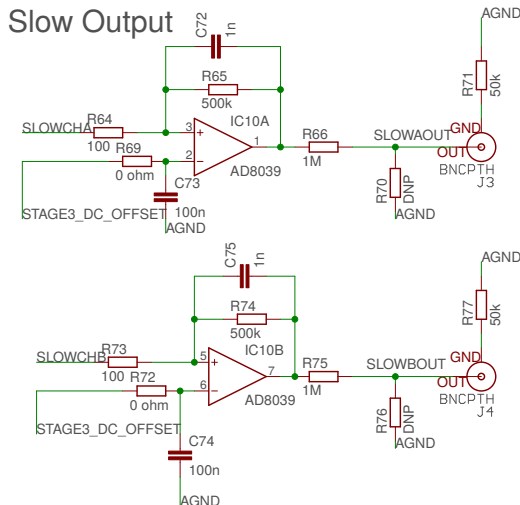 Slow Output
C72
1n
AGND
R65
500k
R71
50k
SLOWCHA
R64
100
IC10A
3
+
1
R66
1M
SLOWAOUT
GND
OUT
R69
0 ohm
2
−
AD8039
BNCPTH
J3
C73
100n
R70
DNP
STAGE3_DC_OFFSET
AGND
AGND
C75
1n
AGND
R74
500k
R77
50k
SLOWCHB
R73
100
IC10B
5
+
7
R75
1M
SLOWBOUT
GND
OUT
R72
0 ohm
6
−
AD8039
BNCPTH
J4
STAGE3_DC_OFFSET
R76
DNP
C74
100n
AGND
AGND